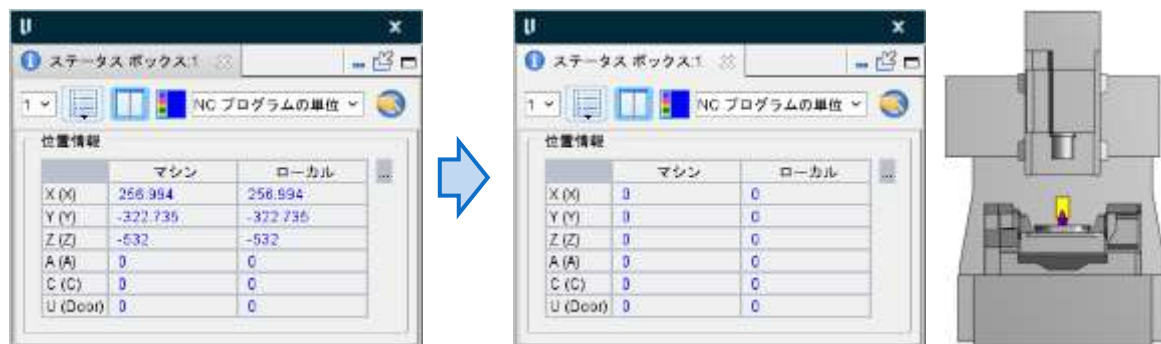 ステータス ボックス:1
1 NC プログラムの単位
位置情報
マシン ローカル ...
X (X) 256.994 256.994
Y (Y) -322.735 -322.735
Z (Z) -532 -532
A (A) 0 0
C (C) 0 0
U (Door) 0 0
ステータス ボックス:1
1 NC プログラムの単位
位置情報
マシン ローカル ...
X (X) 0 0
Y (Y) 0 0
Z (Z) 0 0
A (A) 0 0
C (C) 0 0
U (Door) 0 0